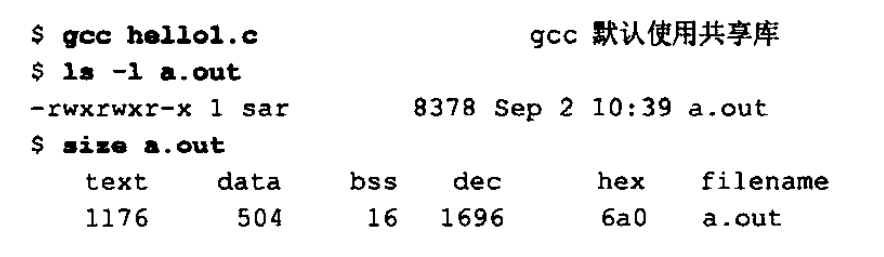 $ gcc hello1.c gcc 默认使用共享库
$ ls -l a.out
-rwxrwxr-x 1 sar 8378 Sep 2 10:39 a.out
$ size a.out
text data bss dec hex filename
1176 504 16 1696 6a0 a.out